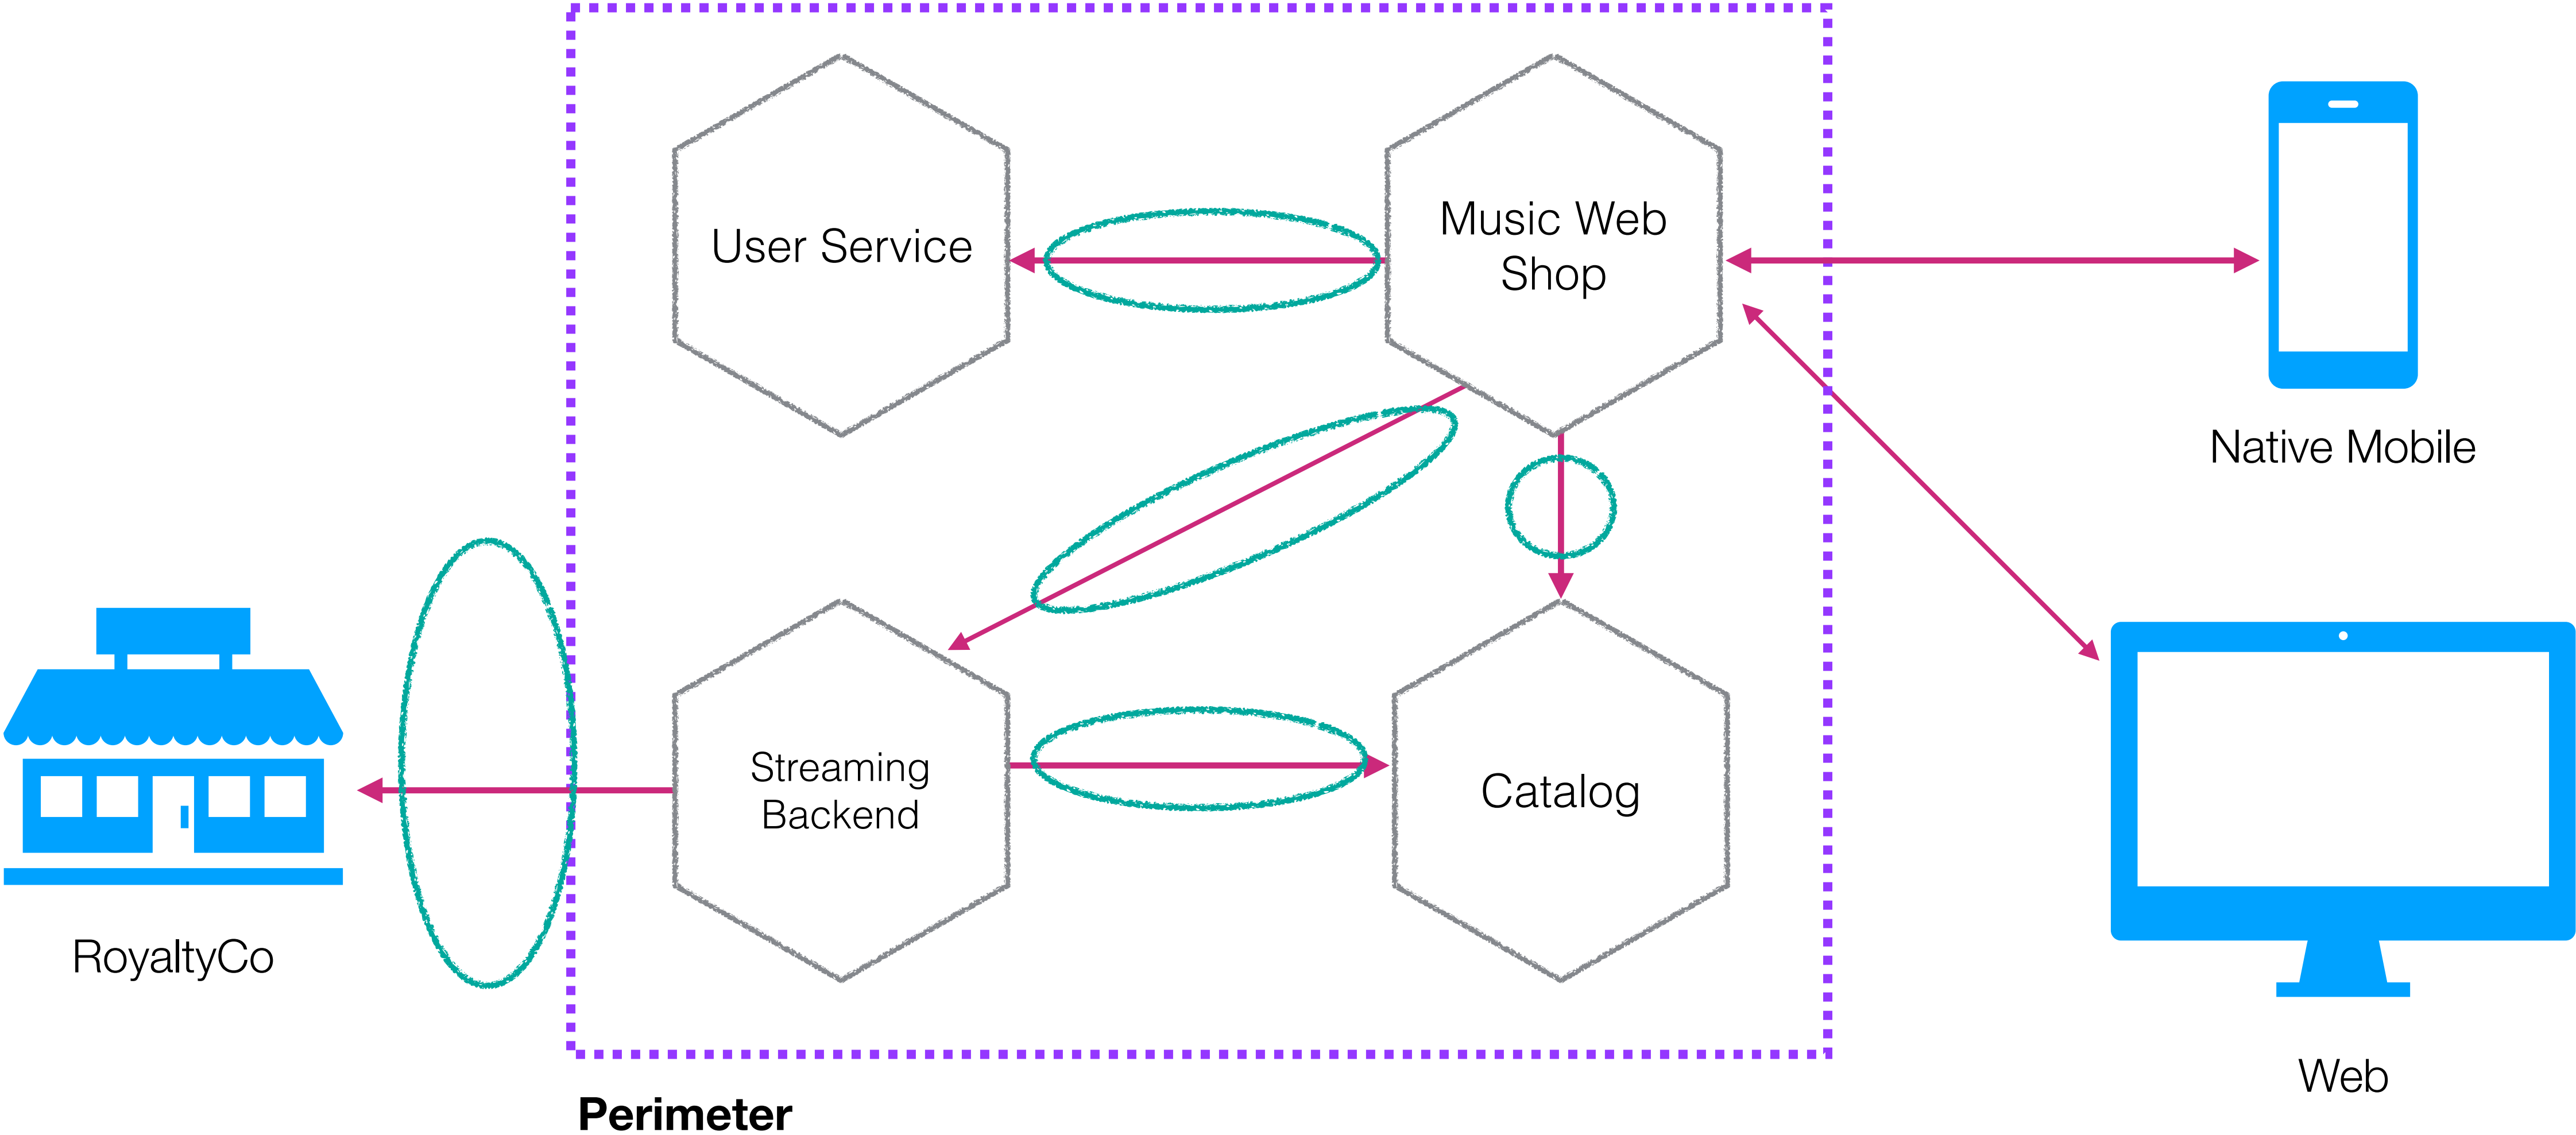 User Service
Music Web
Shop
Native Mobile
Streaming
Backend
Catalog
RoyaltyCo
Web
Perimeter